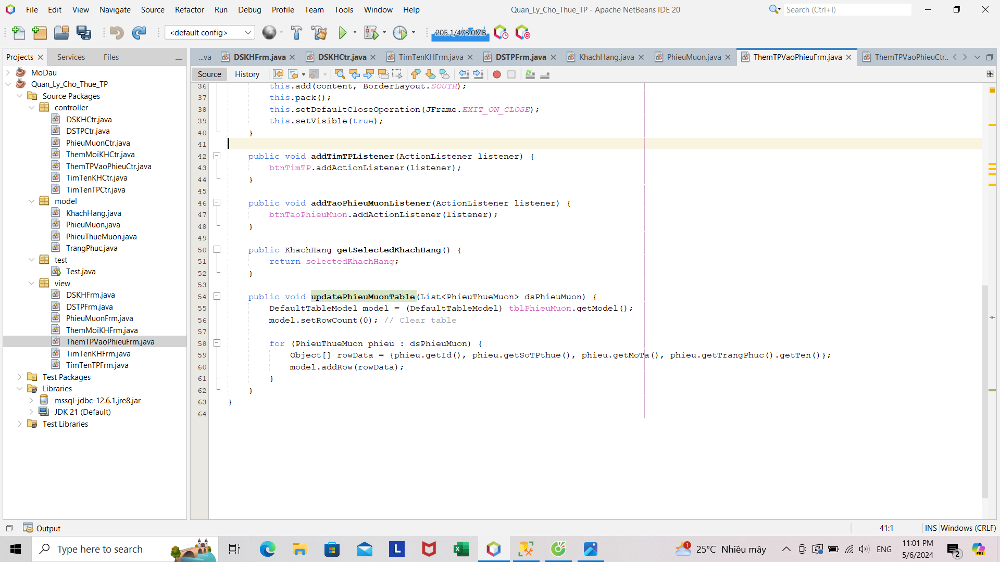 File Edit View Navigate Source Refactor Run Debug Profile Team Tools Window Help
Quan_Ly_Cho_Thue_TP - Apache NetBeans IDE 20
Search (Ctrl+I)
<default config>
205.1/473.0MB
Projects Services Files
MoDau
Quan_Ly_Cho_Thue_TP
Source Packages
controller
DSKHCtr.java
DSTPCtr.java
PhieuMuonCtr.java
ThemMoiKHCtr.java
ThemTPVaoPhieuCtr.java
TimTenKHCtr.java
TimTenTPCtr.java
model
KhachHang.java
PhieuMuon.java
PhieuThueMuon.java
TrangPhuc.java
test
Test.java
view
DSKHFrm.java
DSTPFrm.java
PhieuMuonFrm.java
ThemMoiKHFrm.java
ThemTPVaoPhieuFrm.java
TimTenKHFrm.java
TimTenTPFrm.java
Test Packages
Libraries
mssql-jdbc-12.6.1.jre8.jar
JDK 21 (Default)
Test Libraries
...va DSKHFrm.java DSKHCtr.java TimTenKHFrm.java DSTPFrm.java KhachHang.java PhieuMuon.java ThemTPVaoPhieuFrm.java ThemTPVaoPhieuCtr...
Source History
36 this.add(content, BorderLayout.SOUTH);
37 this.pack();
38 this.setDefaultCloseOperation(JFrame.EXIT_ON_CLOSE);
39 this.setVisible(true);
40 }
41
42 public void addTimTPListener(ActionListener listener) {
43 btnTimTP.addActionListener(listener);
44 }
45
46 public void addTaoPhieuMuonListener(ActionListener listener) {
47 btnTaoPhieuMuon.addActionListener(listener);
48 }
49
50 public KhachHang getSelectedKhachHang() {
51 return selectedKhachHang;
52 }
53
54 public void updatePhieuMuonTable(List<PhieuThueMuon> dsPhieuMuon) {
55 DefaultTableModel model = (DefaultTableModel) tblPhieuMuon.getModel();
56 model.setRowCount(0); // Clear table
57
58 for (PhieuThueMuon phieu : dsPhieuMuon) {
59 Object[] rowData = {phieu.getId(), phieu.getSoTPthue(), phieu.getMoTa(), phieu.getTrangPhuc().getTen()};
60 model.addRow(rowData);
61 }
62 }
63 }
64
Output
41:1 INS Windows (CRLF)
Type here to search
L
1
25°C Nhiều mây
ENG
11:01 PM
5/6/2024
2
PRE